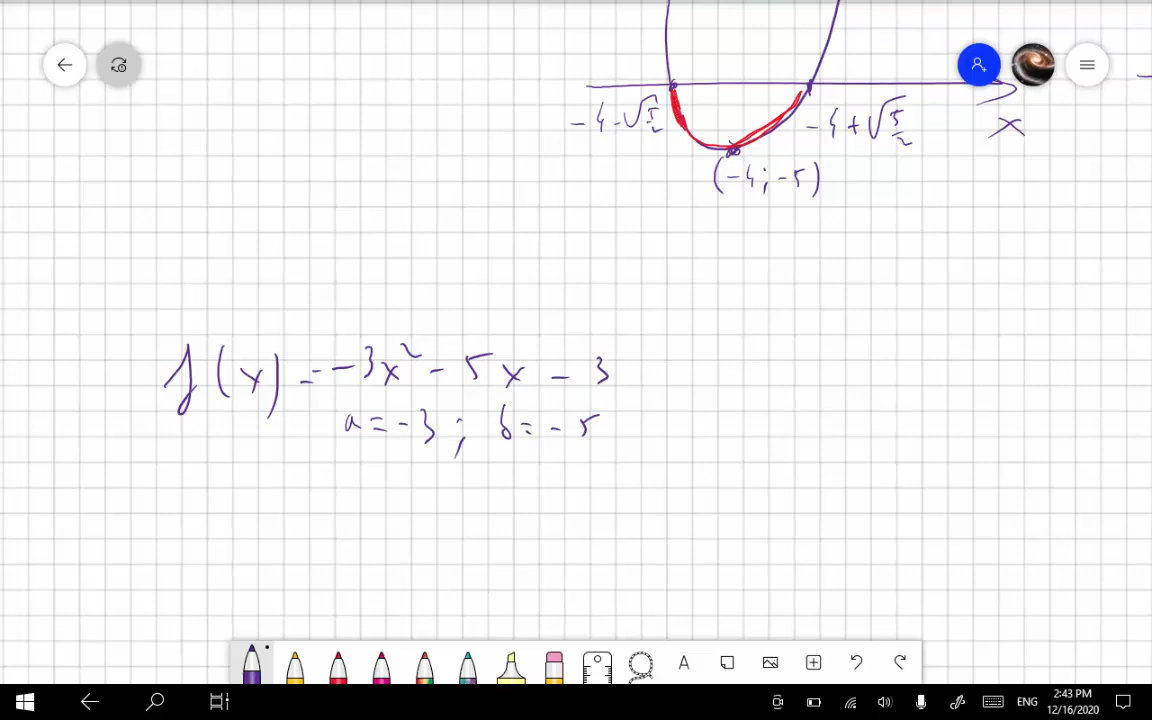 -4-√5/2
-4+√5/2
x
(-4;-5)
f(x)=-3x²-5x-3
a=-3; b=-5
A
ENG
2:43 PM
12/16/2020